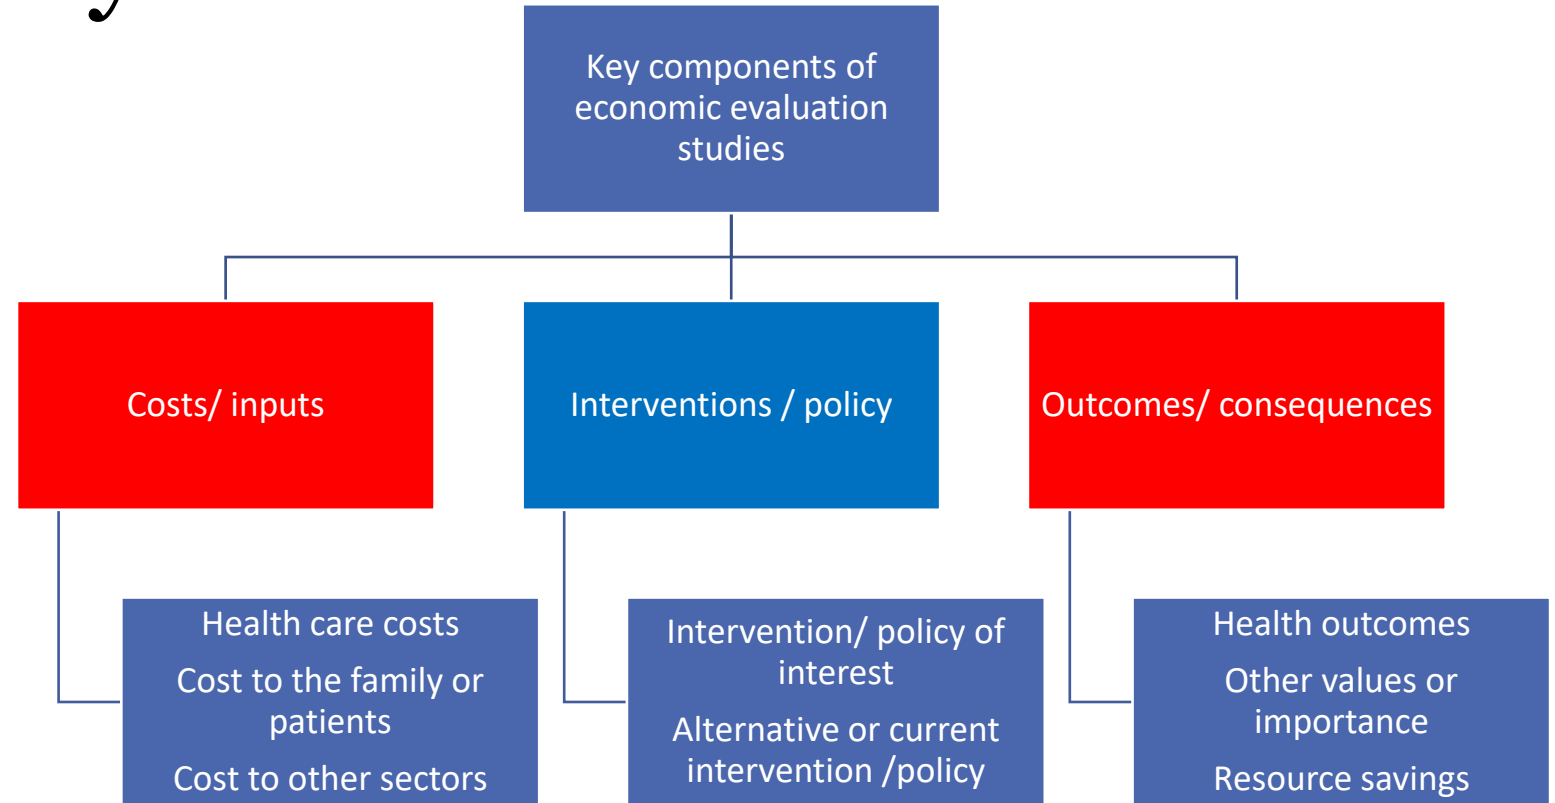 Key components of
economic evaluation
studies
Costs/ inputs
Interventions / policy
Outcomes/ consequences
Health care costs
Cost to the family or
patients
Cost to other sectors
Intervention/ policy of
interest
Alternative or current
intervention /policy
Health outcomes
Other values or
importance
Resource savings